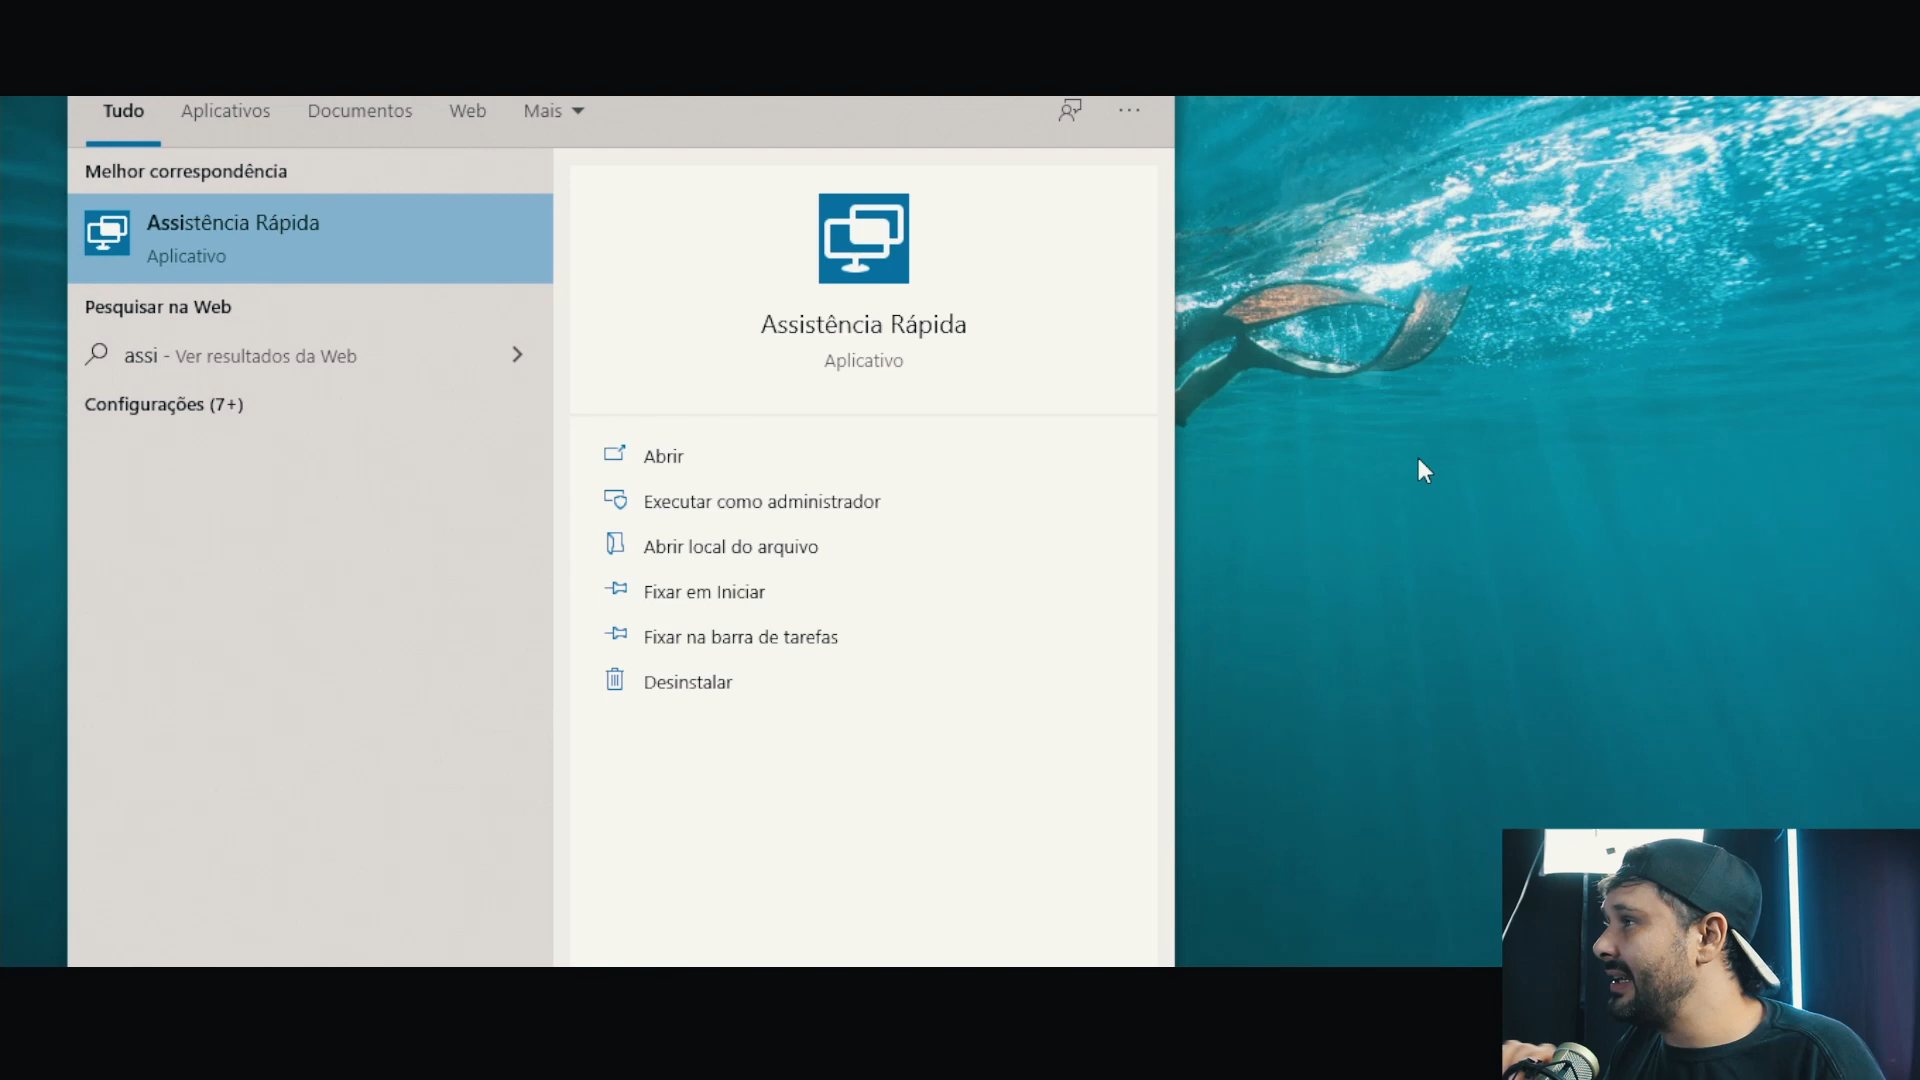 Tudo Aplicativos Documentos Web Mais
Melhor correspondência
Assistência Rápida
Aplicativo
Pesquisar na Web
assi - Ver resultados da Web
Configurações (7+)
Assistência Rápida
Aplicativo
Abrir
Executar como administrador
Abrir local do arquivo
Fixar em Iniciar
Fixar na barra de tarefas
Desinstalar